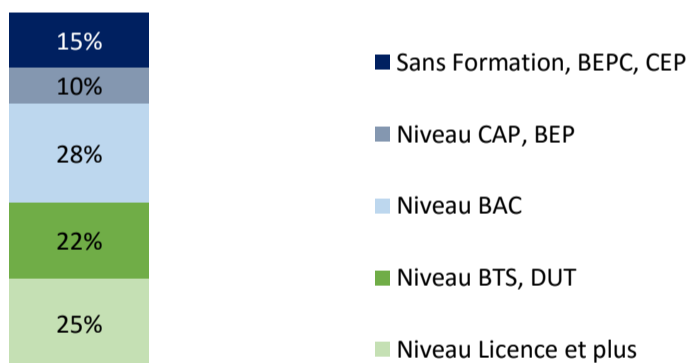 15%
10%
28%
22%
25%
Sans Formation, BEPC, CEP
Niveau CAP, BEP
Niveau BAC
Niveau BTS, DUT
Niveau Licence et plus